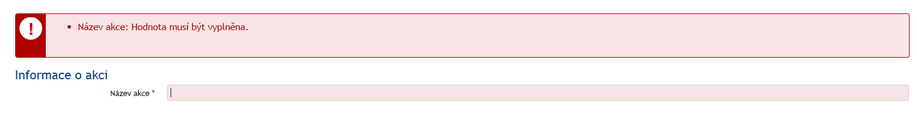 Název akce: Hodnota musí být vyplněna.
Informace o akci
Název akce *